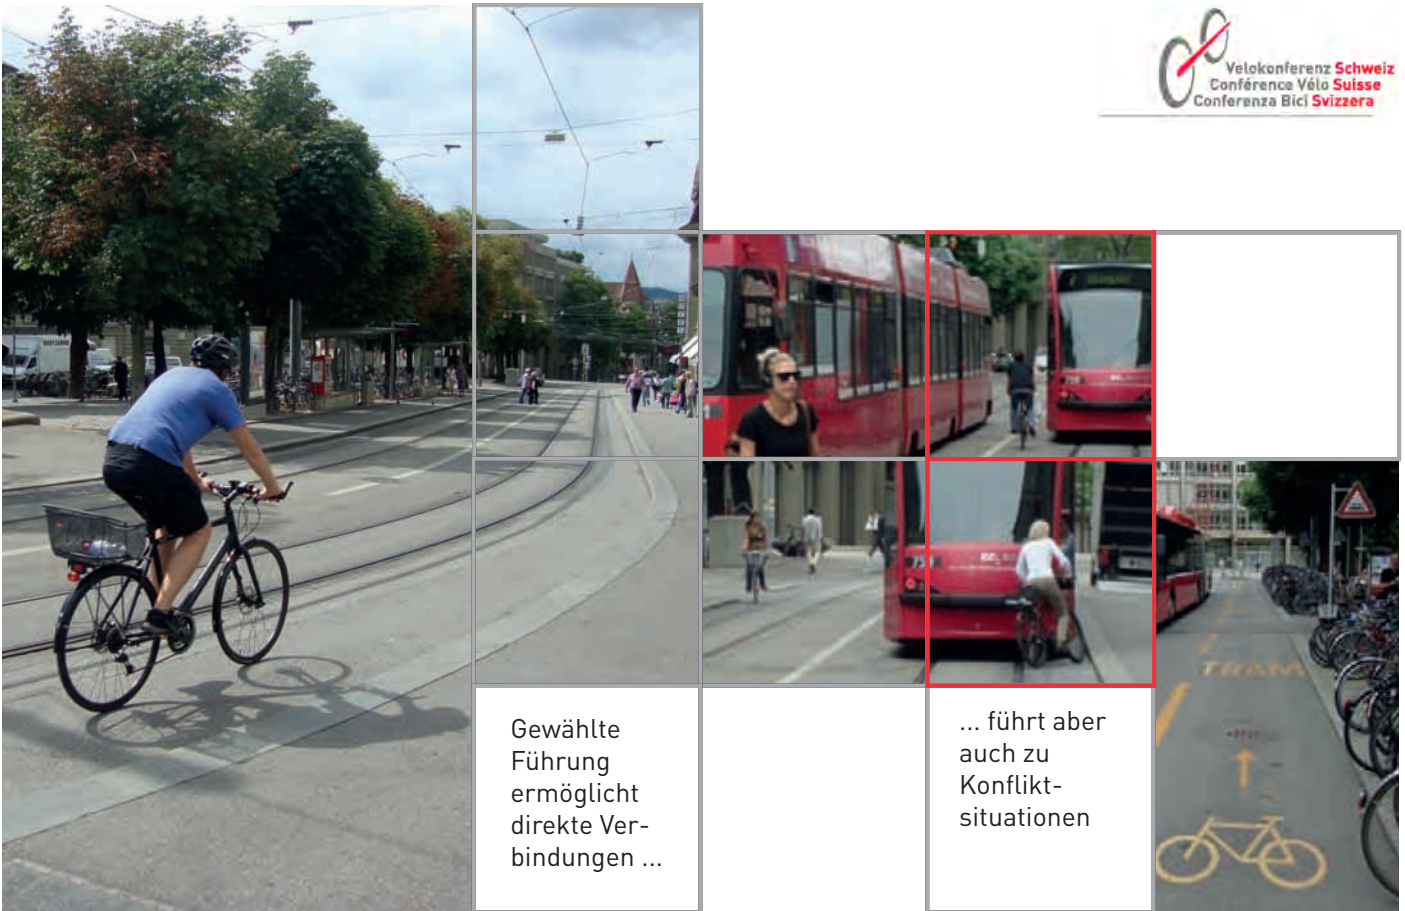 Velokonferenz Schweiz
Conférence Vélo Suisse
Conferenza Bici Svizzera
Gewählte
Führung
ermöglicht
direkte Ver-
bindungen ...
... führt aber
auch zu
Konflikt-
situationen
TRAM